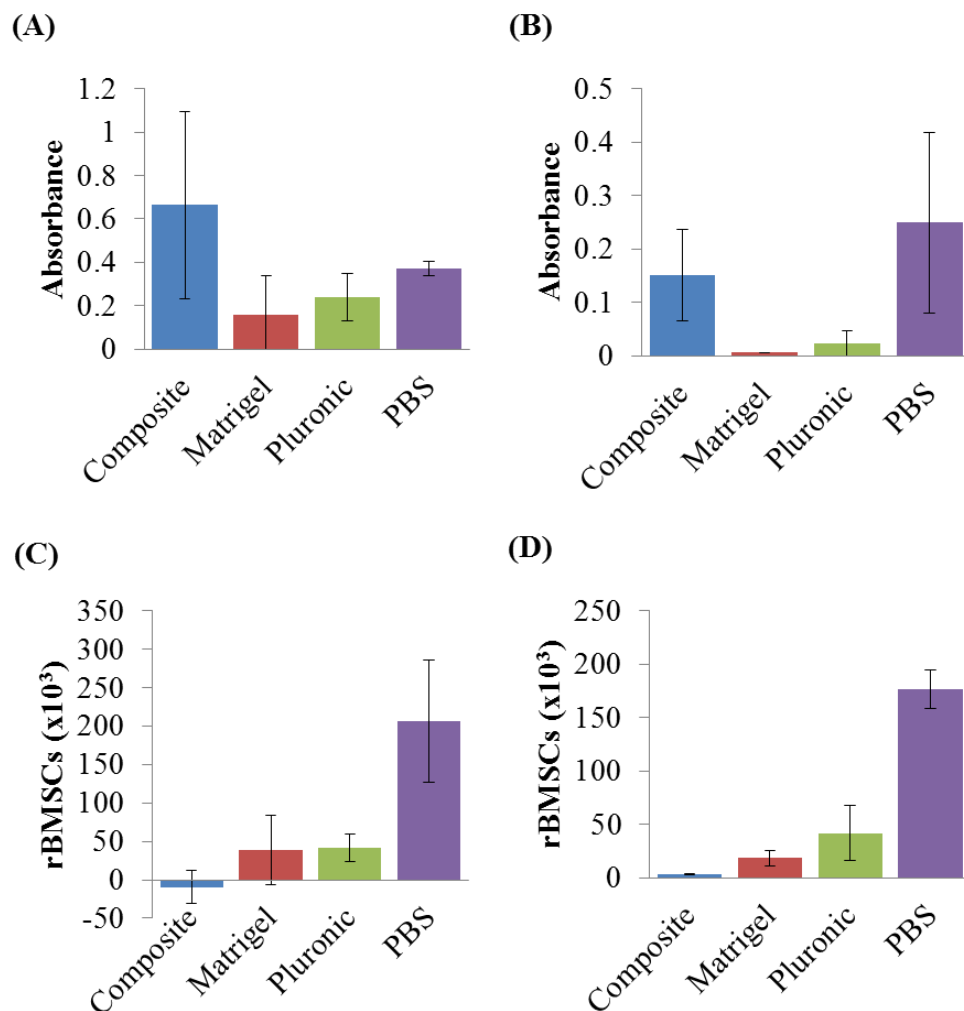 (A)
Absorbance
1.2
1
0.8
0.6
0.4
0.2
0
Composite
Matrigel
Pluronic
PBS
(B)
Absorbance
0.5
0.4
0.3
0.2
0.1
0
Composite
Matrigel
Pluronic
PBS
(C)
rBMSCs (x10³)
350
300
250
200
150
100
50
0
-50
Composite
Matrigel
Pluronic
PBS
(D)
rBMSCs (x10³)
250
200
150
100
50
0
Composite
Matrigel
Pluronic
PBS